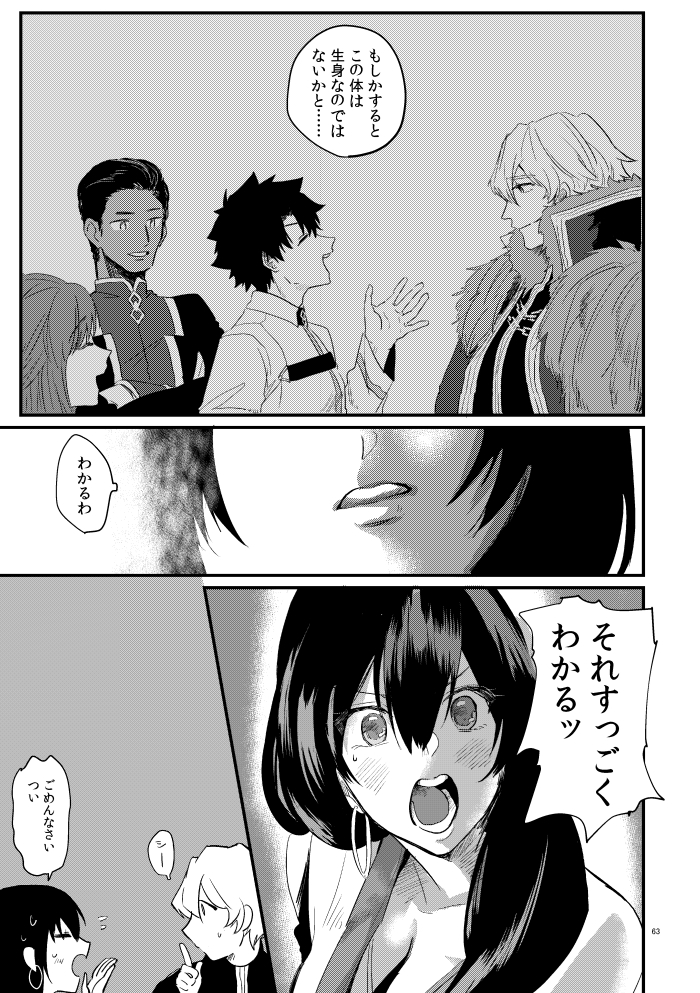 もしかすると
この体は
生身なのでは
ないかと……
わかるわ
それすっごく
わかるッ
シー
ごめんなさい
つい
63